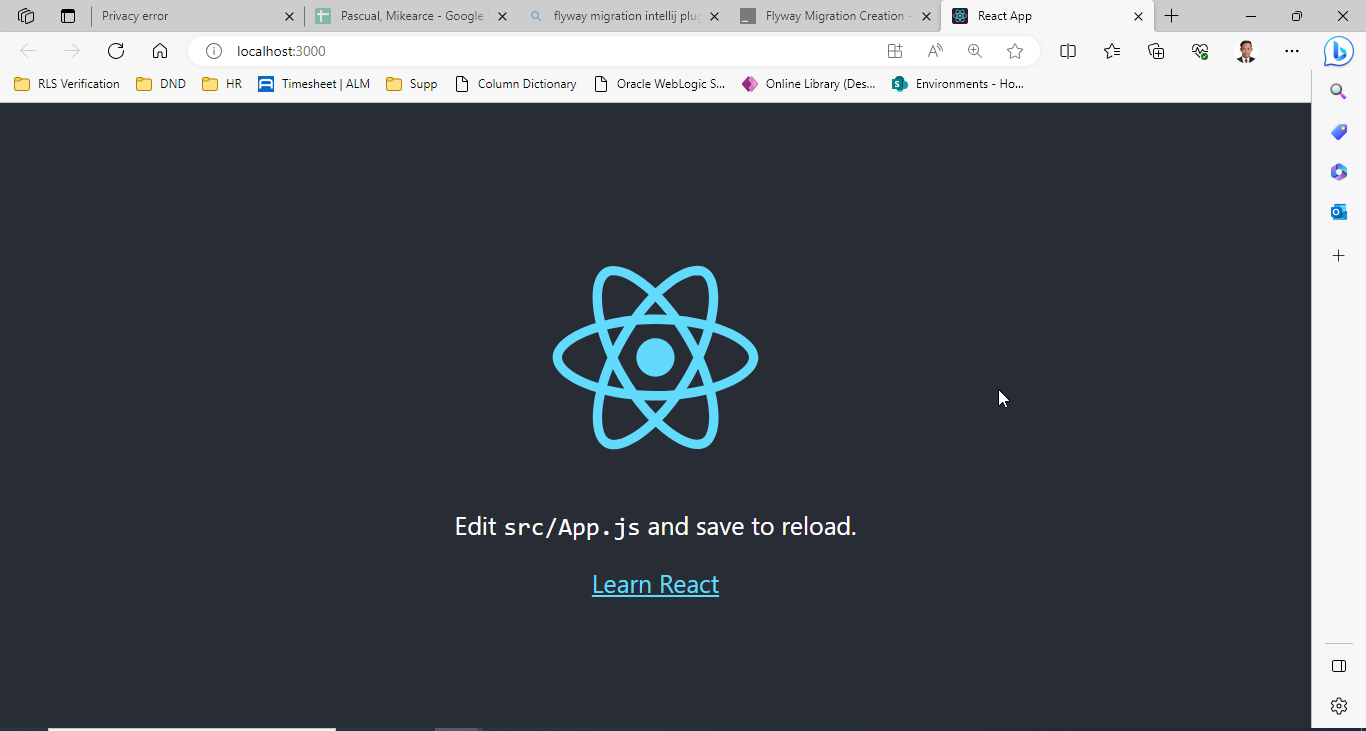 Privacy error
Pascual, Mikearce - Google
flyway migration intellij plug
Flyway Migration Creation -
React App
localhost:3000
RLS Verification
DND
HR
Timesheet | ALM
Supp
Column Dictionary
Oracle WebLogic S...
Online Library (Des...
Environments - Ho...
Edit src/App.js and save to reload.
Learn React